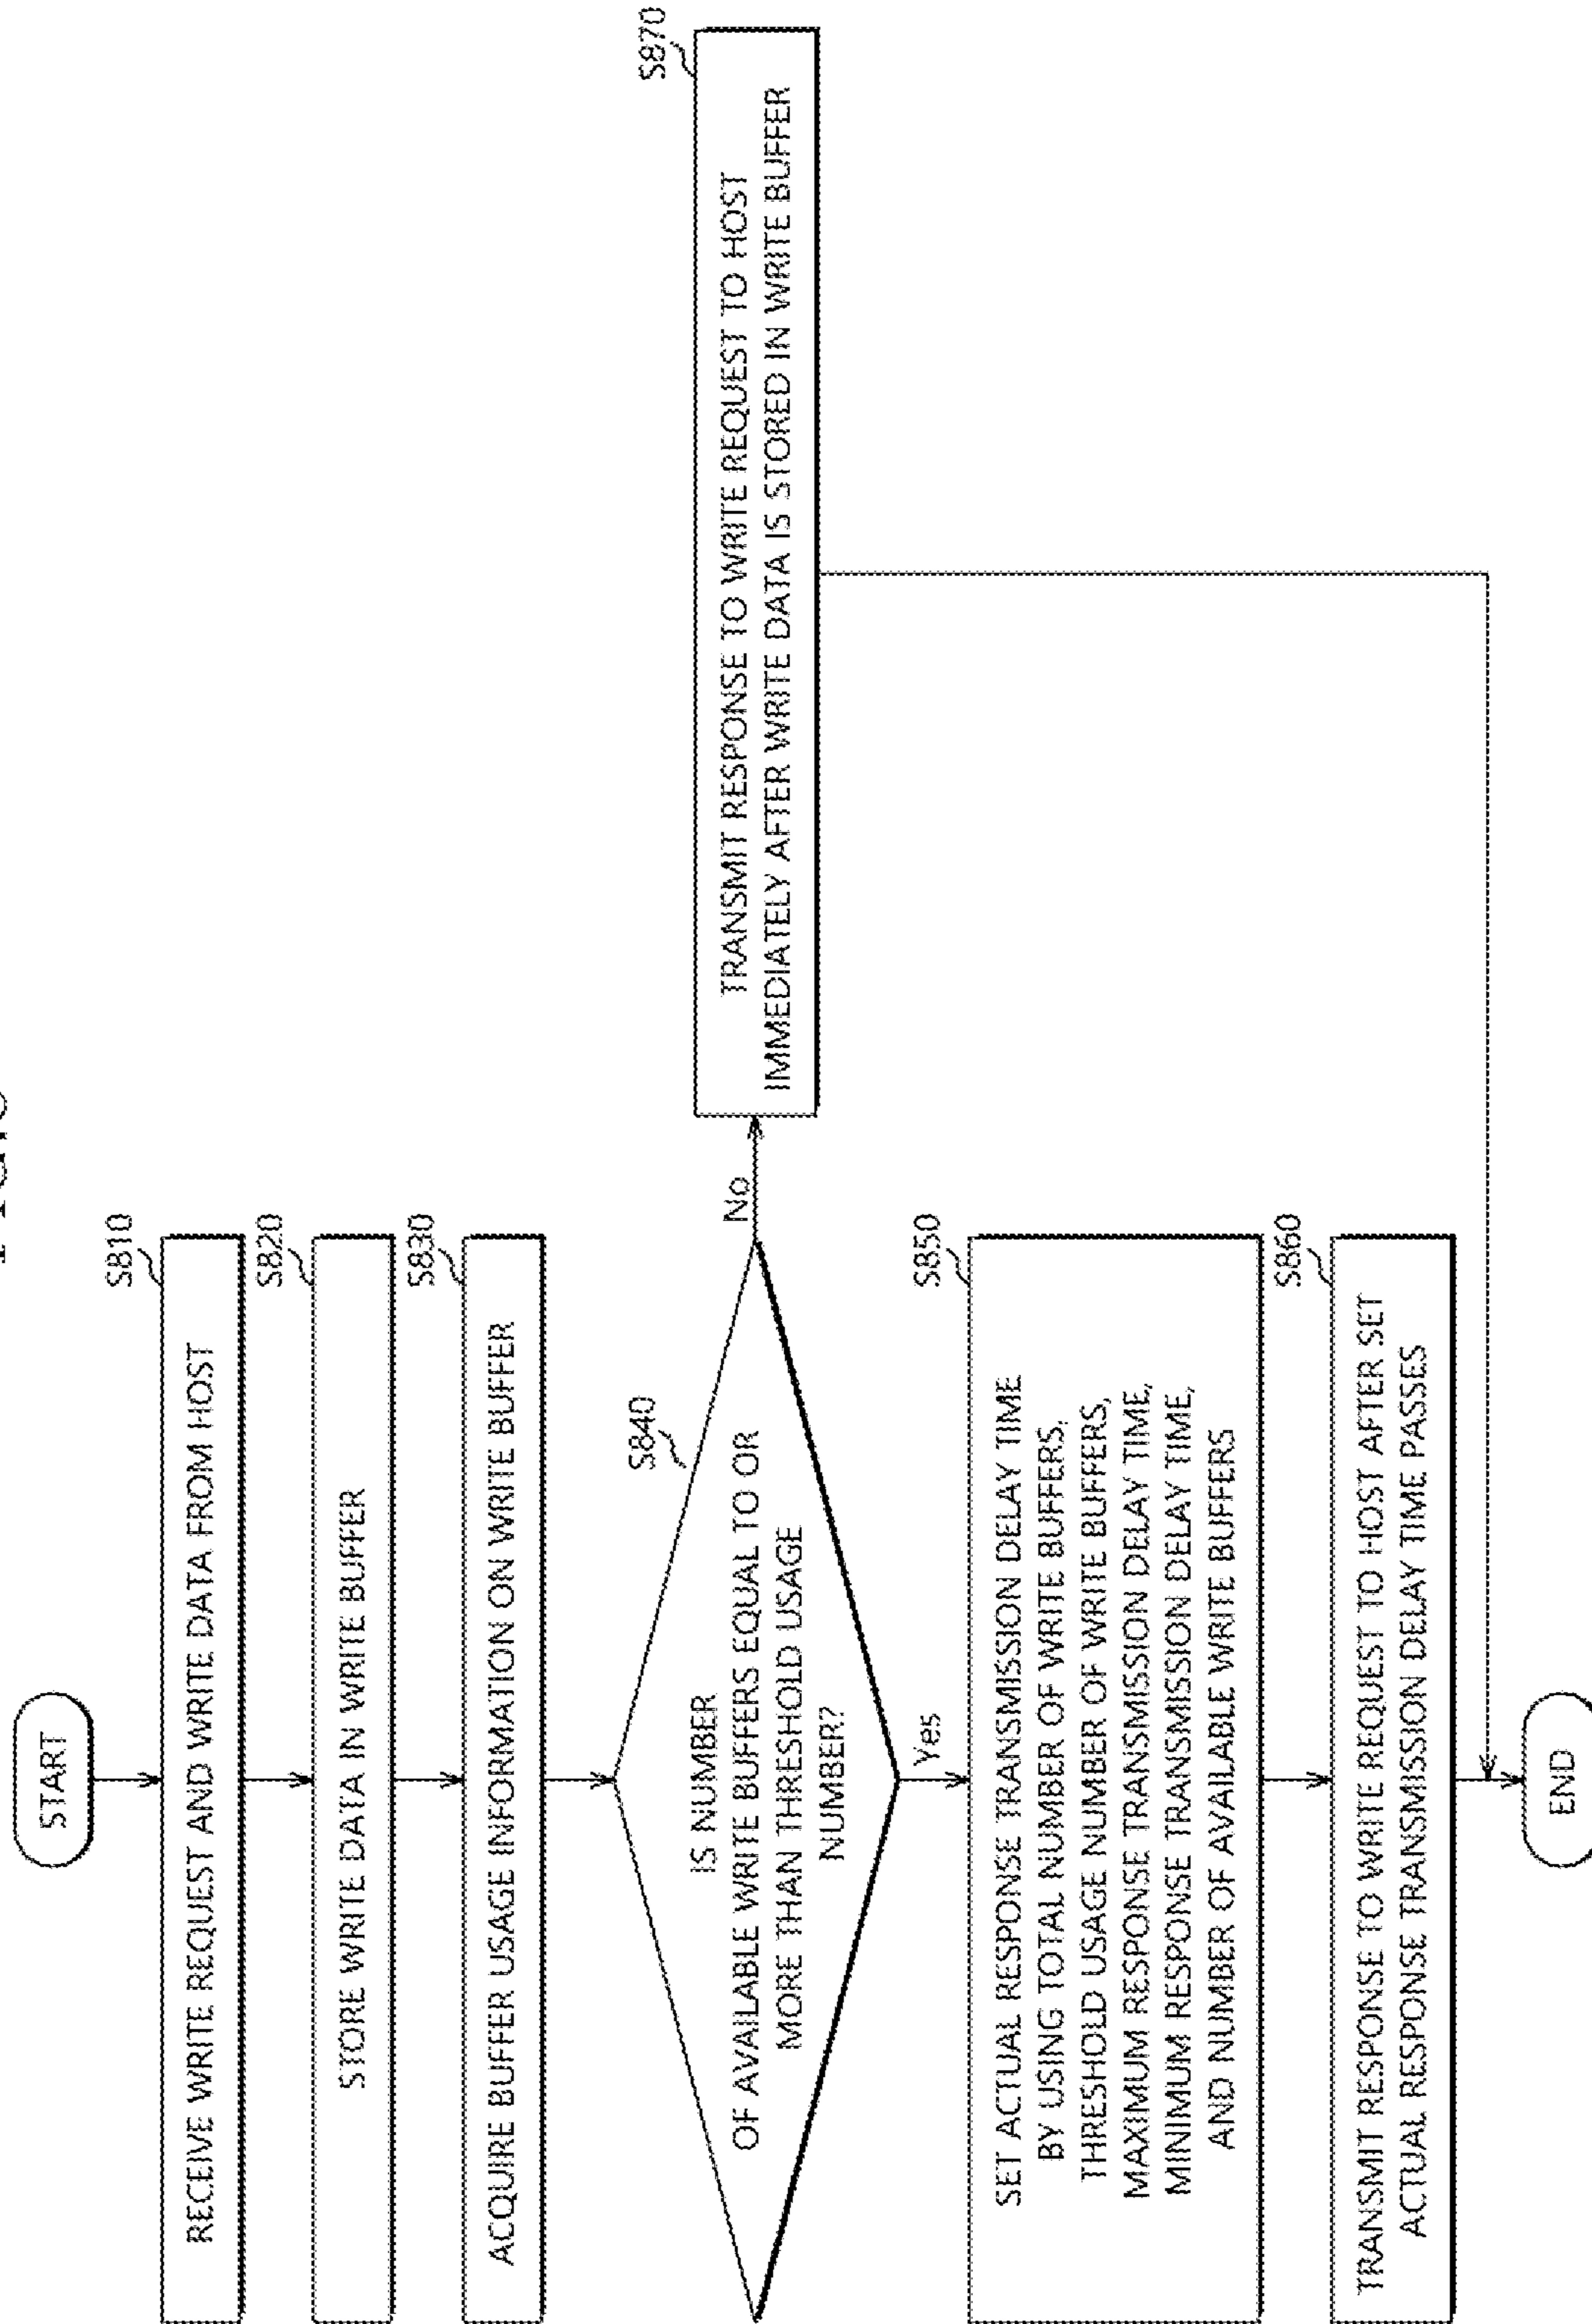 START
S810
RECEIVE WRITE REQUEST AND WRITE DATA FROM HOST
S820
STORE WRITE DATA IN WRITE BUFFER
S830
ACQUIRE BUFFER USAGE INFORMATION ON WRITE BUFFER
S840
IS NUMBER
OF AVAILABLE WRITE BUFFERS EQUAL TO OR
MORE THAN THRESHOLD USAGE
NUMBER?
No
S870
TRANSMIT RESPONSE TO WRITE REQUEST TO HOST
IMMEDIATELY AFTER WRITE DATA IS STORED IN WRITE BUFFER
Yes
S850
SET ACTUAL RESPONSE TRANSMISSION DELAY TIME
BY USING TOTAL NUMBER OF WRITE BUFFERS,
THRESHOLD USAGE NUMBER OF WRITE BUFFERS,
MAXIMUM RESPONSE TRANSMISSION DELAY TIME,
MINIMUM RESPONSE TRANSMISSION DELAY TIME,
AND NUMBER OF AVAILABLE WRITE BUFFERS
S860
TRANSMIT RESPONSE TO WRITE REQUEST TO HOST AFTER SET
ACTUAL RESPONSE TRANSMISSION DELAY TIME PASSES
END